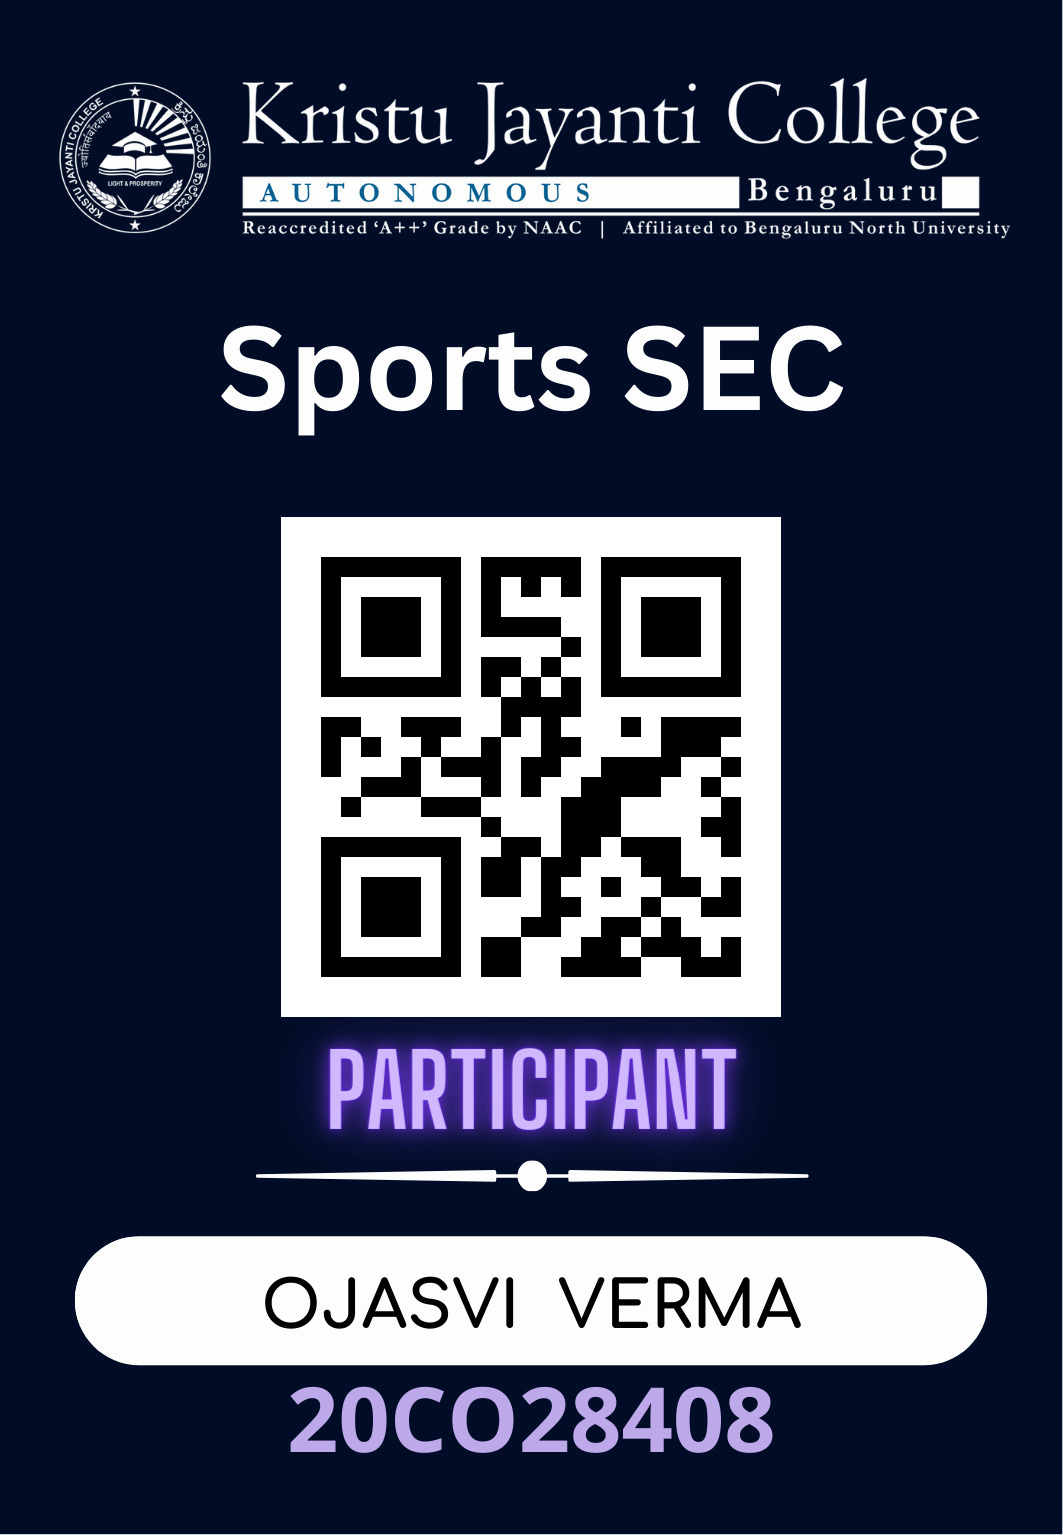 KRISTU JAYANTI COLLEGE
ಕ್ರಿಸ್ತು ಜಯಂತಿ ಕಾಲೇಜು
LIGHT & PROSPERITY
Kristu Jayanti College
AUTONOMOUS Bengaluru
Reaccredited ‘A++’ Grade by NAAC | Affiliated to Bengaluru North University
Sports SEC
PARTICIPANT
OJASVI VERMA
20CO28408